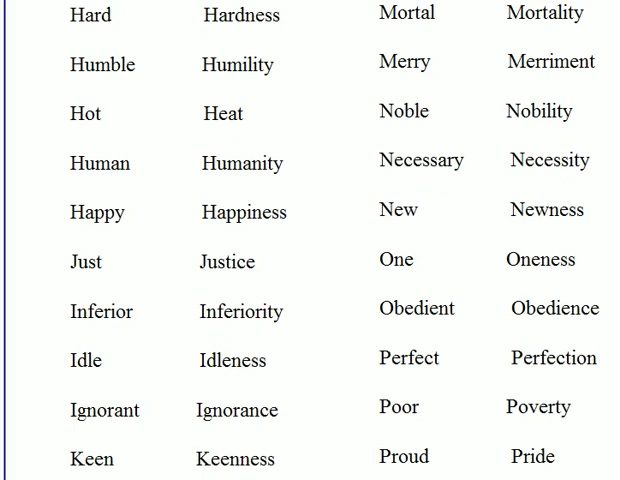 Hard Hardness Mortal Mortality
Humble Humility Merry Merriment
Hot Heat Noble Nobility
Human Humanity Necessary Necessity
Happy Happiness New Newness
Just Justice One Oneness
Inferior Inferiority Obedient Obedience
Idle Idleness Perfect Perfection
Ignorant Ignorance Poor Poverty
Keen Keenness Proud Pride